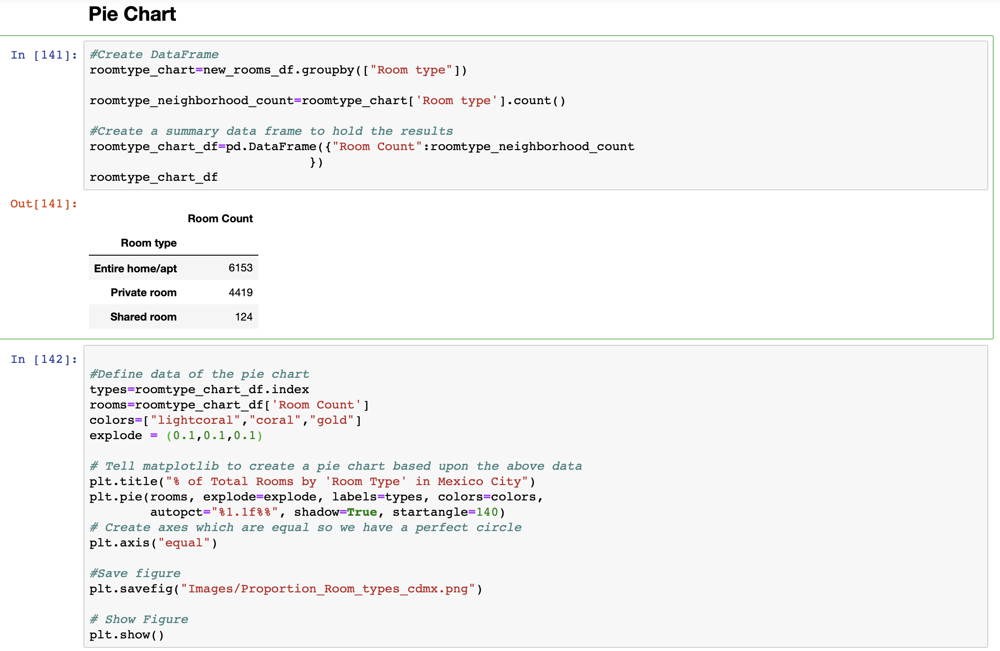 Pie Chart
In [141]:
#Create DataFrame
roomtype_chart=new_rooms_df.groupby(["Room type"])
roomtype_neighborhood_count=roomtype_chart['Room type'].count()
#Create a summary data frame to hold the results
roomtype_chart_df=pd.DataFrame({"Room Count":roomtype_neighborhood_count
})
roomtype_chart_df
Out[141]:
Room Count
Room type
Entire home/apt 6153
Private room 4419
Shared room 124
In [142]:
#Define data of the pie chart
types=roomtype_chart_df.index
rooms=roomtype_chart_df['Room Count']
colors=["lightcoral","coral","gold"]
explode = (0.1,0.1,0.1)
# Tell matplotlib to create a pie chart based upon the above data
plt.title("% of Total Rooms by 'Room Type' in Mexico City")
plt.pie(rooms, explode=explode, labels=types, colors=colors,
autopct="%1.1f%%", shadow=True, startangle=140)
# Create axes which are equal so we have a perfect circle
plt.axis("equal")
#Save figure
plt.savefig("Images/Proportion_Room_types_cdmx.png")
# Show Figure
plt.show()